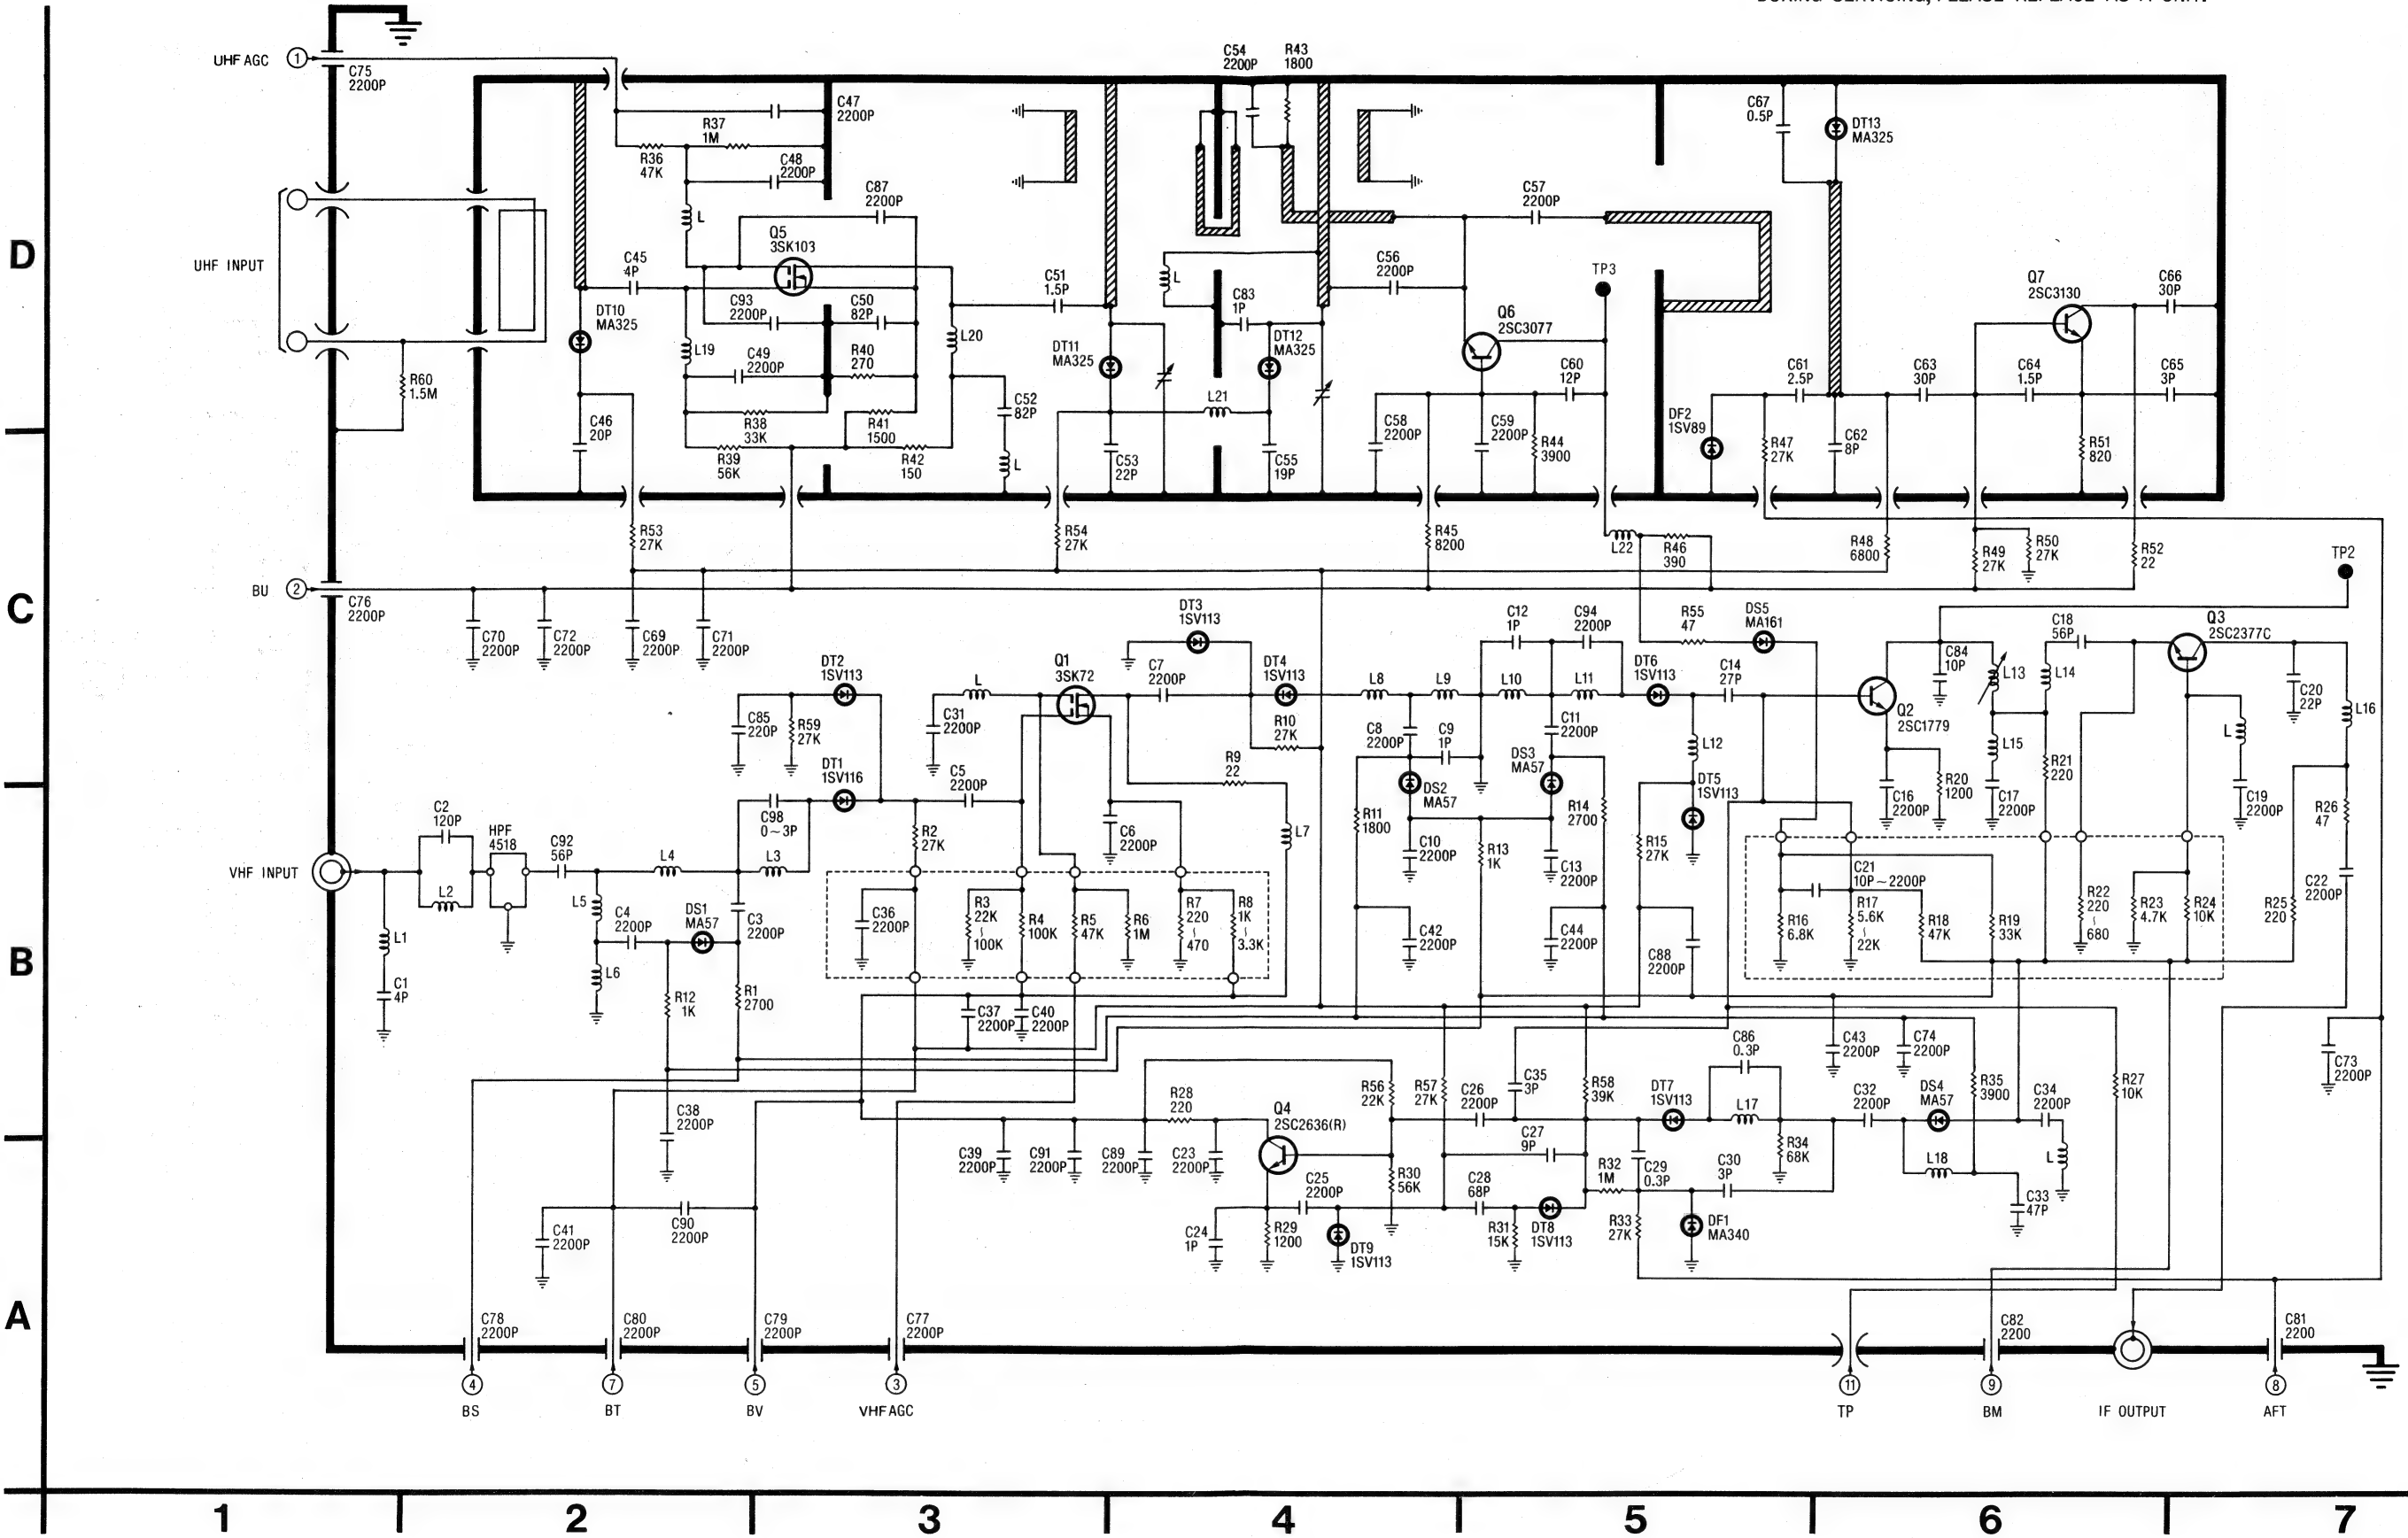 UHF AGC
1
C75
2200P
C54
2200P
R43
1800
C47
2200P
R37
1M
R36
47K
C48
2200P
C87
2200P
L
Q5
3SK103
C67
0.5P
DT13
MA325
C57
2200P
D
UHF INPUT
C45
4P
C51
1.5P
L
C56
2200P
TP3
Q7
2SC3130
C66
30P
DT10
MA325
C93
2200P
C50
82P
C83
1P
Q6
2SC3077
L19
C49
2200P
R40
270
L20
DT11
MA325
DT12
MA325
R60
1.5M
C60
12P
C61
2.5P
C63
30P
C64
1.5P
C65
3P
C52
82P
L21
C46
20P
R38
33K
R41
1500
C58
2200P
C59
2200P
R44
3900
DF2
1SV89
R47
27K
C62
8P
R51
820
R39
56K
R42
150
L
C53
22P
C55
19P
R53
27K
R54
27K
R45
8200
L22
R46
390
R48
6800
R49
27K
R50
27K
R52
22
TP2
C
BU
2
C76
2200P
C70
2200P
C72
2200P
C69
2200P
C71
2200P
DT3
1SV113
C12
1P
C94
2200P
R55
47
DS5
MA161
C18
56P
Q3
2SC2377C
DT2
1SV113
Q1
3SK72
L
C7
2200P
DT4
1SV113
L8
L9
L10
L11
DT6
1SV113
C14
27P
C84
10P
L13
L14
C20
22P
L16
C85
220P
R59
27K
C31
2200P
R10
27K
C8
2200P
C9
1P
C11
2200P
L12
Q2
2SC1779
L15
L
DT1
1SV116
C5
2200P
R9
22
DS2
MA57
DS3
MA57
DT5
1SV113
C16
2200P
R20
1200
C17
2200P
R21
220
C19
2200P
R26
47
C2
120P
HPF
4518
C92
56P
C98
0~3P
R2
27K
C6
2200P
L7
R11
1800
C10
2200P
R13
1K
C13
2200P
R14
2700
R15
27K
VHF INPUT
L2
L4
L3
C21
10P~2200P
C22
2200P
B
L1
L5
C4
2200P
DS1
MA57
C3
2200P
C36
2200P
R3
22K
~
100K
R4
100K
R5
47K
R6
1M
R7
220
~
470
R8
1K
~
3.3K
C42
2200P
C44
2200P
C88
2200P
R16
6.8K
R17
5.6K
~
22K
R18
47K
R19
33K
R22
220
~
680
R23
4.7K
R24
10K
R25
220
C1
4P
L6
R12
1K
R1
2700
C37
2200P
C40
2200P
C86
0.3P
C43
2200P
C74
2200P
C73
2200P
C38
2200P
R28
220
Q4
2SC2636(R)
R56
22K
R57
27K
C26
2200P
C35
3P
R58
39K
DT7
1SV113
L17
C32
2200P
DS4
MA57
R35
3900
C34
2200P
R27
10K
C39
2200P
C91
2200P
C89
2200P
C23
2200P
C27
9P
R34
68K
L18
L
C25
2200P
R30
56K
C28
68P
R32
1M
C29
0.3P
C30
3P
C33
47P
C41
2200P
C90
2200P
C24
1P
R29
1200
DT9
1SV113
R31
15K
DT8
1SV113
R33
27K
DF1
MA340
A
C78
2200P
C80
2200P
C79
2200P
C77
2200P
C82
2200
C81
2200
4
7
5
3
11
9
8
BS
BT
BV
VHF AGC
TP
BM
IF OUTPUT
AFT
1
2
3
4
5
6
7